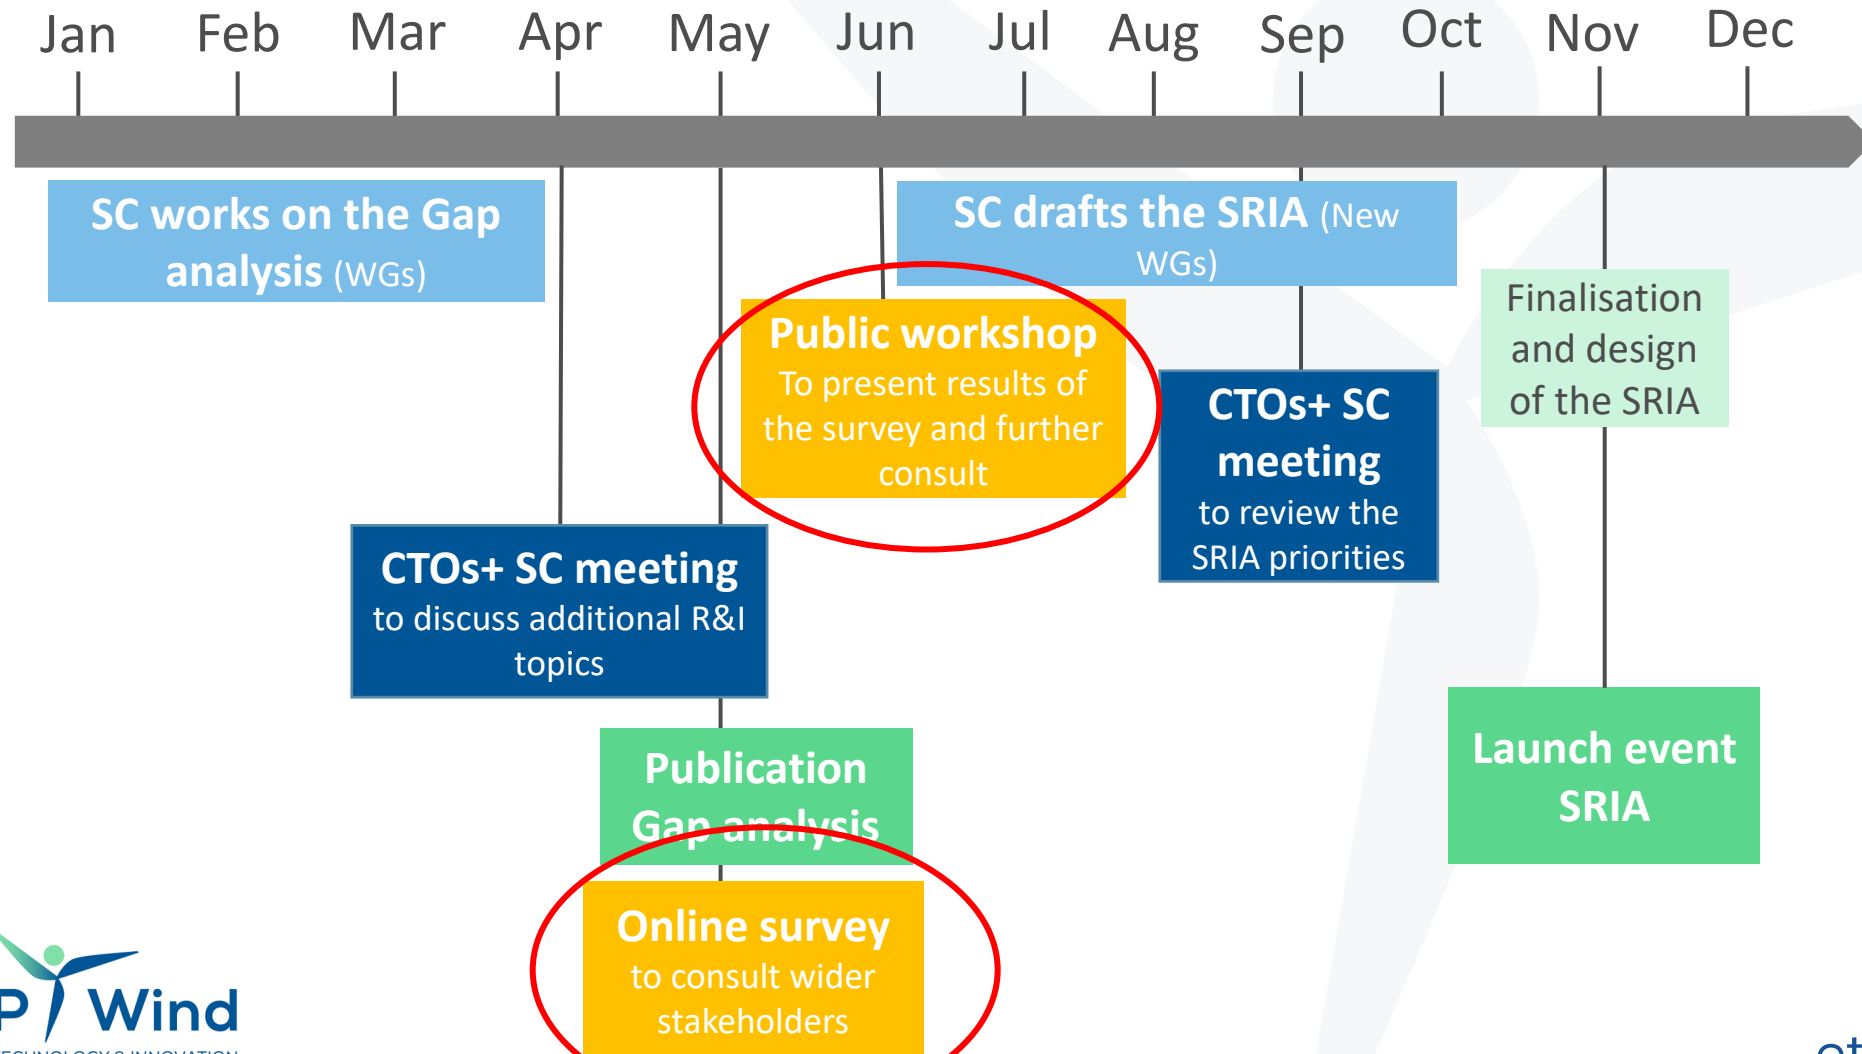 Jan Feb Mar Apr May Jun Jul Aug Sep Oct Nov Dec
SC works on the Gap
analysis (WGs)
SC drafts the SRIA (New
WGs)
Public workshop
To present results of
the survey and further
consult
Finalisation
and design
of the SRIA
CTOs+ SC
meeting
to review the
SRIA priorities
CTOs+ SC meeting
to discuss additional R&I
topics
Publication
Gap analysis
Launch event
SRIA
Online survey
to consult wider
stakeholders
P Wind
TECHNOLOGY & INNOVATION
et